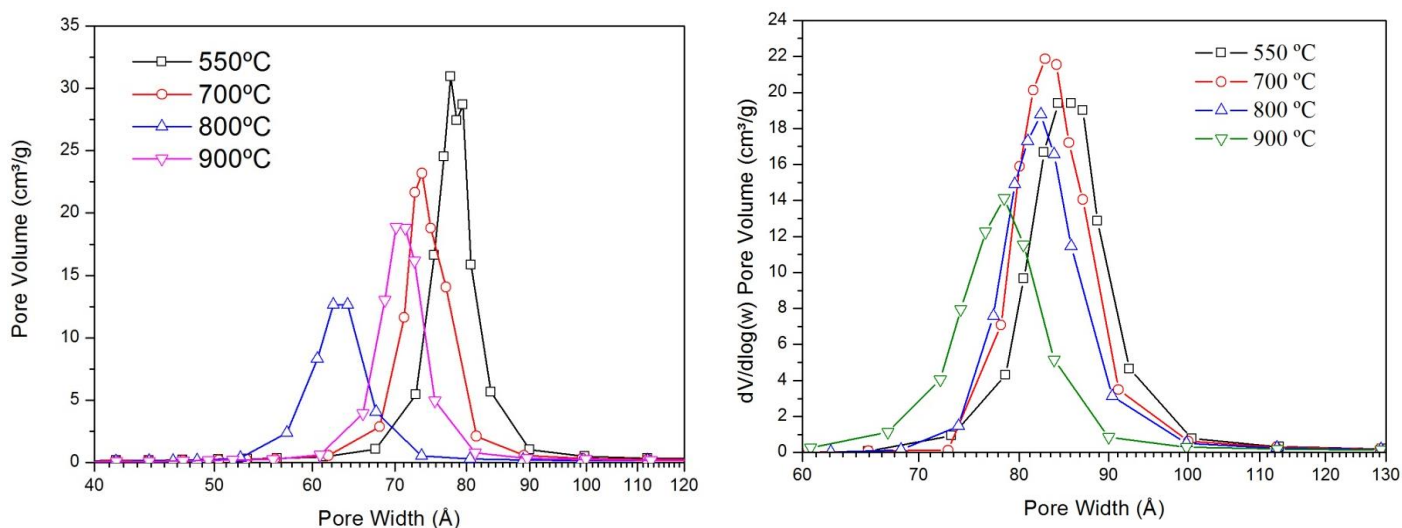 35
30
25
20
15
10
5
0
Pore Volume (cm³/g)
550ºC
700ºC
800ºC
900ºC
40 50 60 70 80 90 100 110 120
Pore Width (Å)
24
22
20
18
16
14
12
10
8
6
4
2
0
dV/dlog(w) Pore Volume (cm³/g)
550 ºC
700 ºC
800 ºC
900 ºC
60 70 80 90 100 110 120 130
Pore Width (Å)